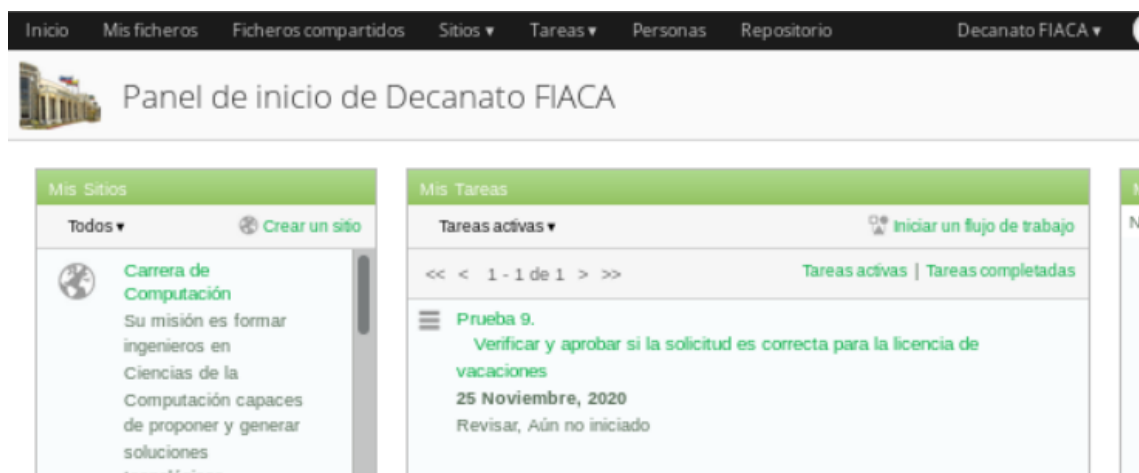 Inicio Mis ficheros Ficheros compartidos Sitios ▾ Tareas ▾ Personas Repositorio Decanato FIACA ▾
Panel de inicio de Decanato FIACA
Mis Sitios
Todos ▾ Crear un sitio
Carrera de
Computación
Su misión es formar
ingenieros en
Ciencias de la
Computación capaces
de proponer y generar
soluciones
Mis Tareas
Tareas activas ▾ Iniciar un flujo de trabajo
<< < 1 - 1 de 1 > >> Tareas activas | Tareas completadas
Prueba 9.
Verificar y aprobar si la solicitud es correcta para la licencia de
vacaciones
25 Noviembre, 2020
Revisar, Aún no iniciado